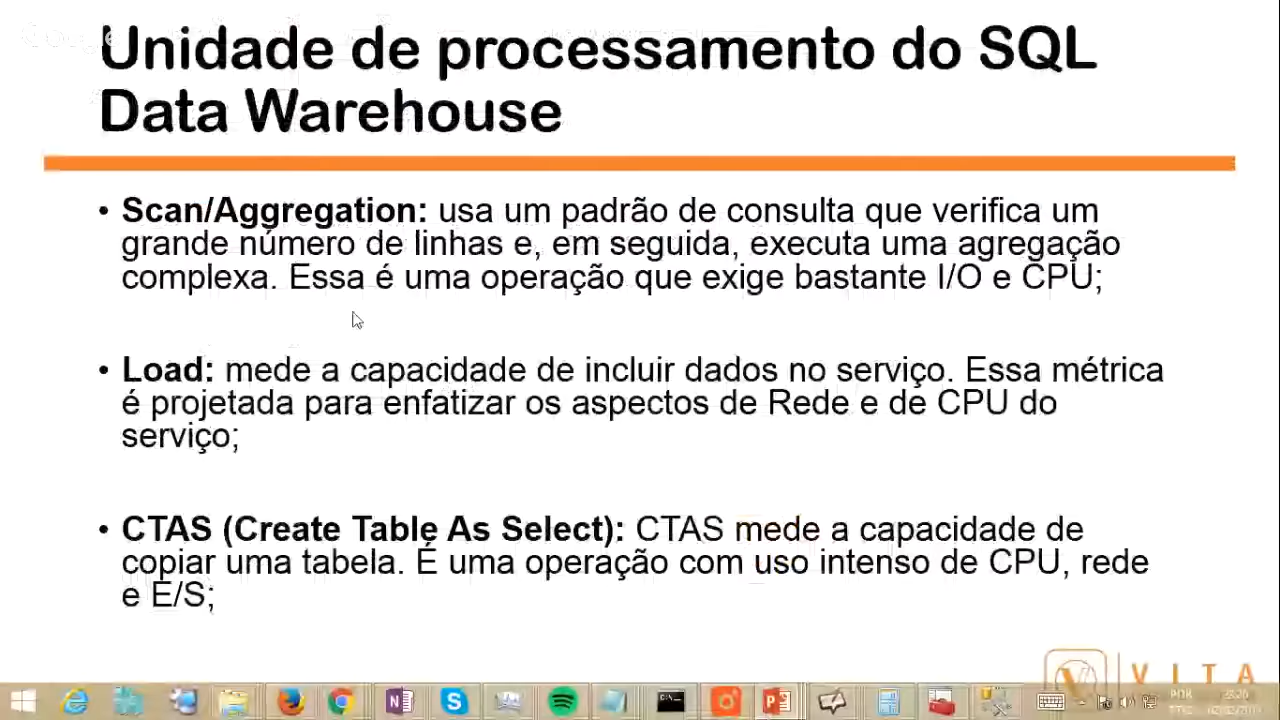 Unidade de processamento do SQL
Data Warehouse
• Scan/Aggregation: usa um padrão de consulta que verifica um
grande número de linhas e, em seguida, executa uma agregação
complexa. Essa é uma operação que exige bastante I/O e CPU;
• Load: mede a capacidade de incluir dados no serviço. Essa métrica
é projetada para enfatizar os aspectos de Rede e de CPU do
serviço;
• CTAS (Create Table As Select): CTAS mede a capacidade de
copiar uma tabela. É uma operação com uso intenso de CPU, rede
e E/S;
VITA
POR